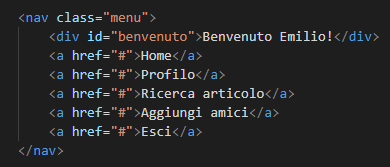 <nav class="menu">
<div id="benvenuto">Benvenuto Emilio!</div>
<a href="#">Home</a>
<a href="#">Profilo</a>
<a href="#">Ricerca articolo</a>
<a href="#">Aggiungi amici</a>
<a href="#">Esci</a>
</nav>